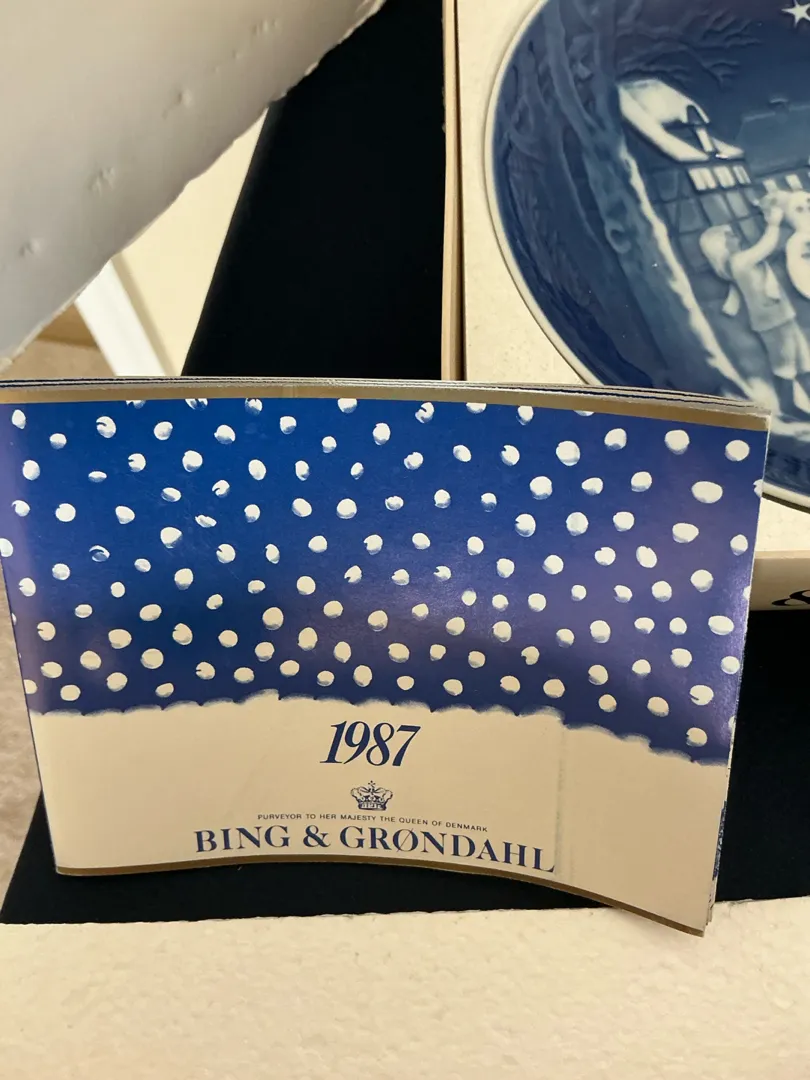 1987
PURVEYOR TO HER MAJESTY THE QUEEN OF DENMARK
BING & GRØNDAHL